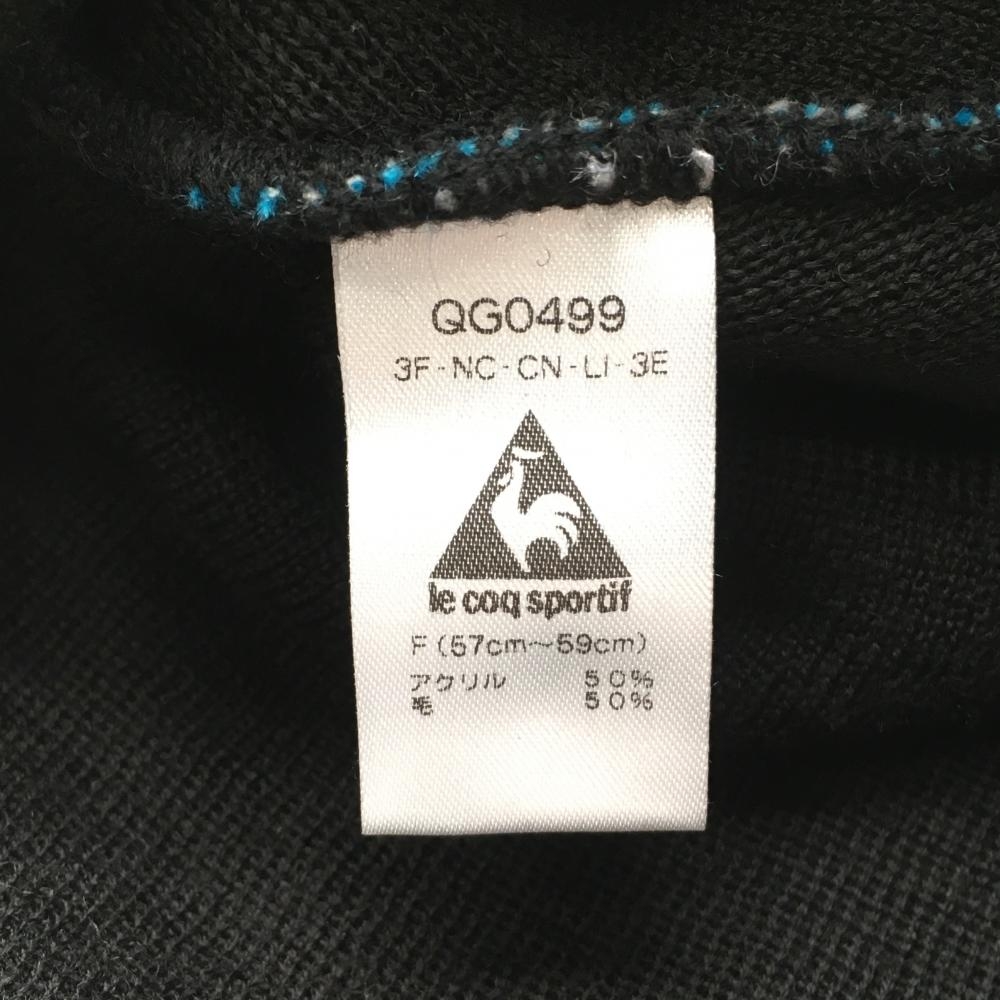 QG0499
3F-NC-CN-LI-3E
le coq sportif
F (57cm～59cm)
アクリル 50%
毛 50%